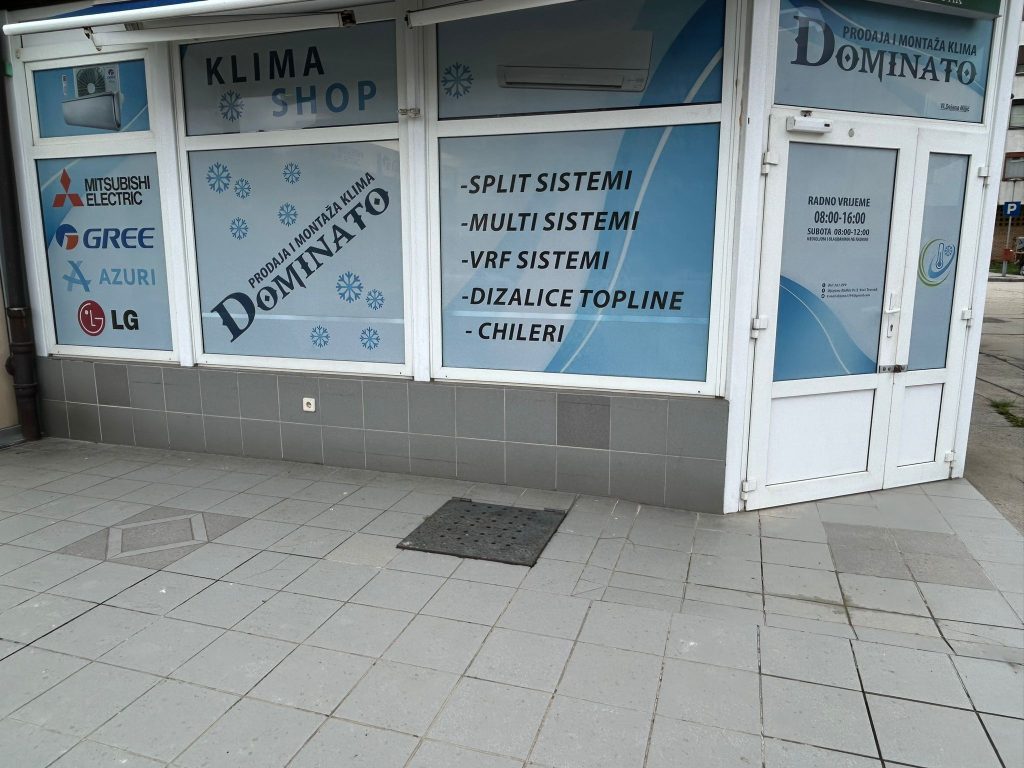 KLIMA
SHOP
MITSUBISHI
ELECTRIC
GREE
AZURI
LG
PRODAJA I MONTAŽA KLIMA
DOMINATO
-SPLIT SISTEMI
-MULTI SISTEMI
-VRF SISTEMI
-DIZALICE TOPLINE
- CHILERI
PRODAJA I MONTAŽA KLIMA
DOMINATO
RADNO VRIJEME
08:00-16:00
SUBOTA 08:00-12:00
P